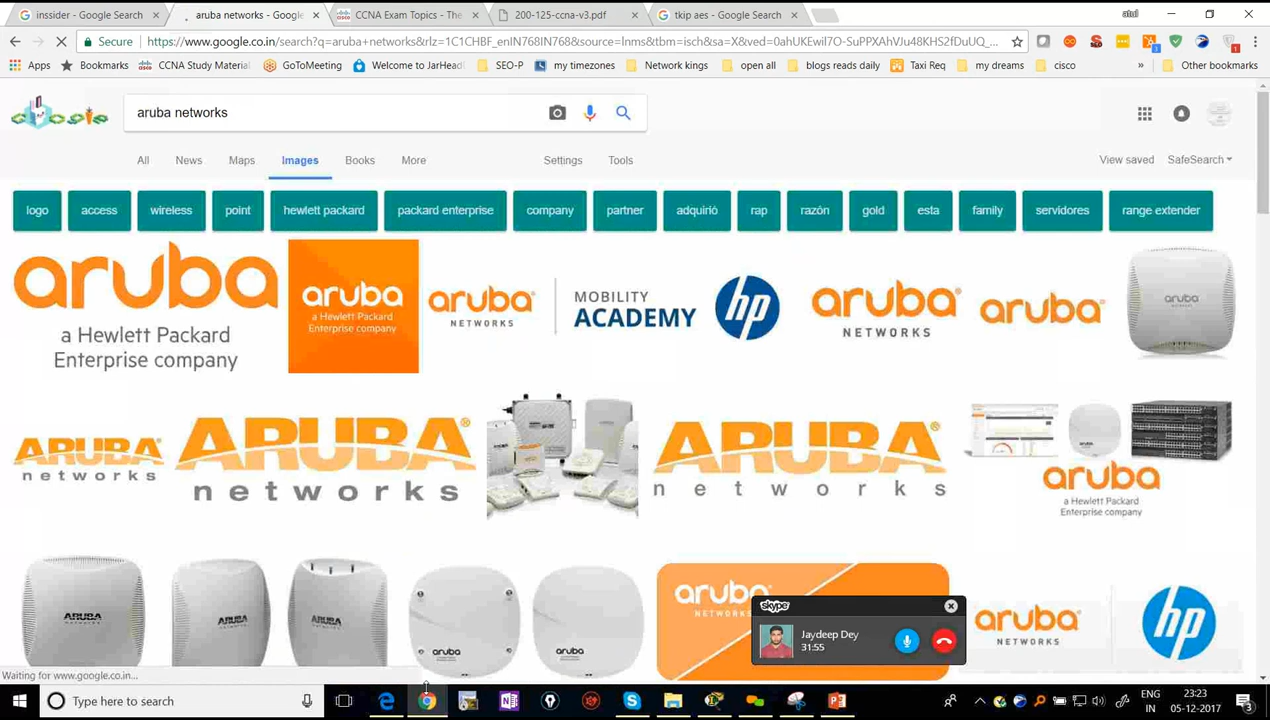 inssider - Google Search
aruba networks - Goog
CCNA Exam Topics - The
200-125-ccna-v3.pdf
tkip aes - Google Search
atul
Secure
https://www.google.co.in/search?q=aruba+networks&rlz=1C1CHBF_enIN768IN768&source=lnms&tbm=isch&sa=X&ved=0ahUKEwil7O-SuPPXAhVJu48KHS2fDuUQ_...
Apps
Bookmarks
CCNA Study Material
GoToMeeting
Welcome to JarHead
SEO-P
my timezones
Network kings
open all
blogs reads daily
Taxi Req
my dreams
cisco
»
Other bookmarks
aruba networks
All
News
Maps
Images
Books
More
Settings
Tools
View saved
SafeSearch
logo
access
wireless
point
hewlett packard
packard enterprise
company
partner
adquirió
rap
razón
gold
esta
family
servidores
range extender
aruba
a Hewlett Packard
Enterprise company
aruba
a Hewlett Packard
Enterprise company
aruba
NETWORKS
MOBILITY
ACADEMY
hp
aruba
NETWORKS
aruba
aruba
ARUBA
networks
ARUBA®
networks
ARUBA®
networks
aruba
a Hewlett Packard
Enterprise company
ARUBA
ARUBA
ARUBA
aruba
aruba
aruba
NETWORKS
aruba
NETWORKS
hp
skype
Jaydeep Dey
31:55
Waiting for www.google.co.in...
Type here to search
ENG
IN
23:23
05-12-2017
3